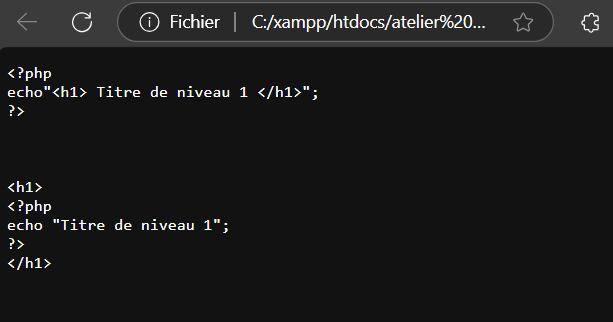 Fichier C:/xampp/htdocs/atelier%20...
<?php
echo"<h1> Titre de niveau 1 </h1>";
?>
<h1>
<?php
echo "Titre de niveau 1";
?>
</h1>